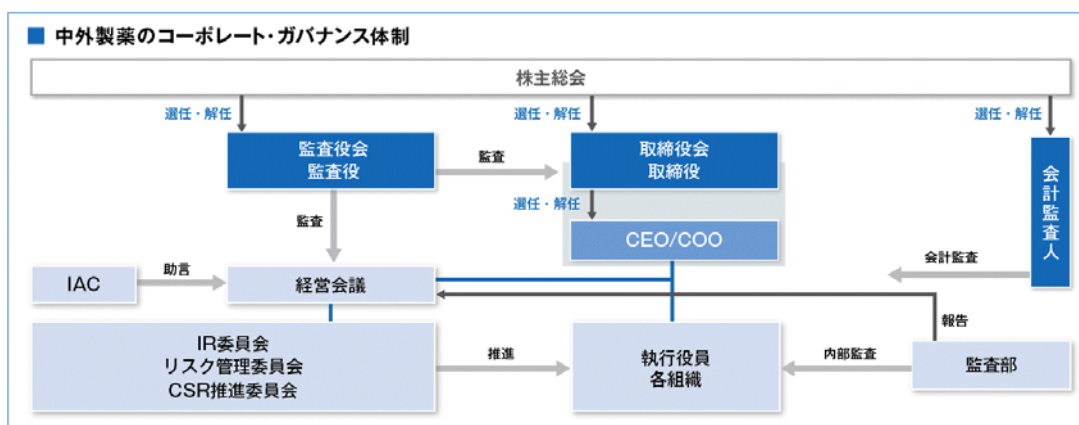 中外製薬のコーポレート・ガバナンス体制
株主総会
選任・解任
選任・解任
選任・解任
監査役会
監査役
監査
取締役会
取締役
会計監査人
選任・解任
監査
CEO/COO
会計監査
IAC
助言
経営会議
報告
IR委員会
リスク管理委員会
CSR推進委員会
推進
執行役員
各組織
内部監査
監査部